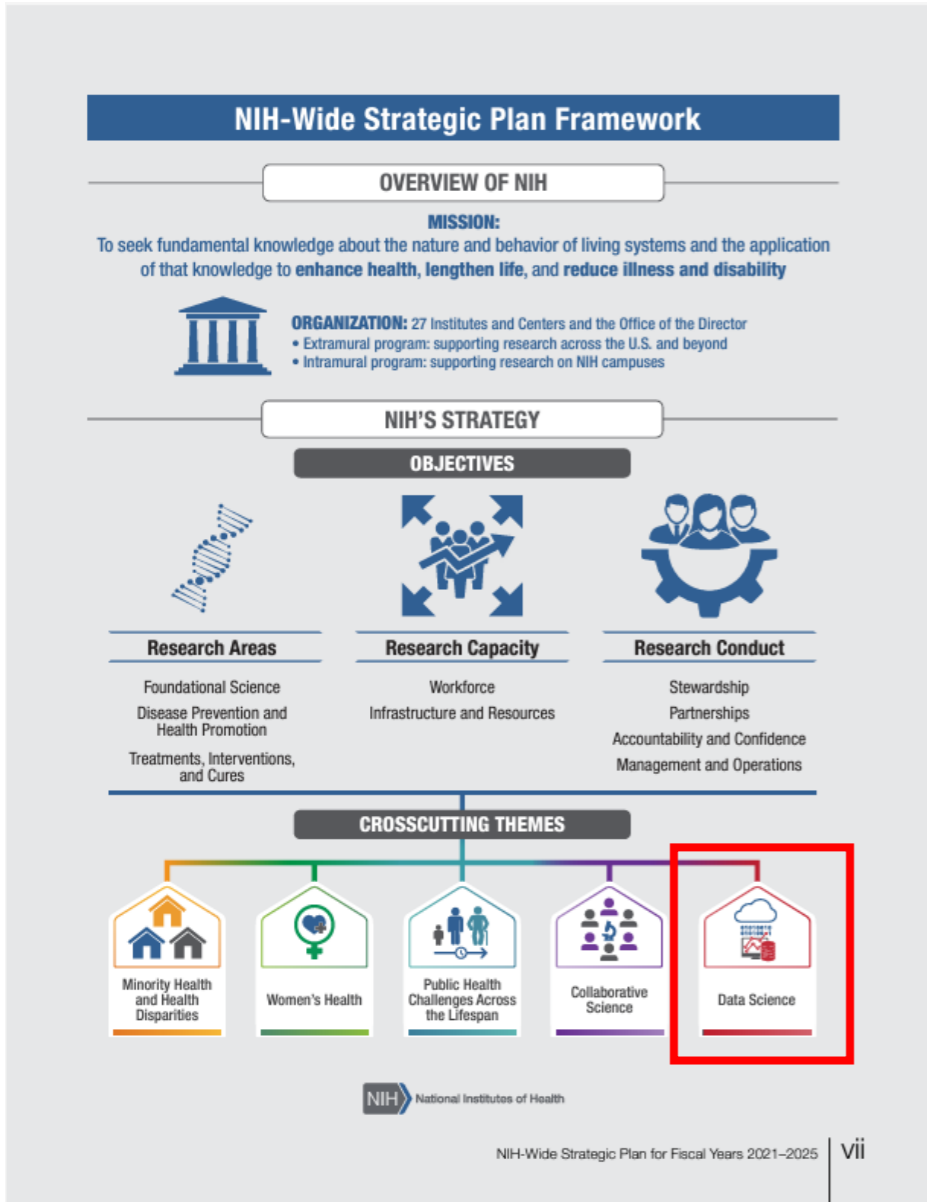 NIH-Wide Strategic Plan Framework
OVERVIEW OF NIH
MISSION:
To seek fundamental knowledge about the nature and behavior of living systems and the application
of that knowledge to enhance health, lengthen life, and reduce illness and disability
ORGANIZATION: 27 Institutes and Centers and the Office of the Director
• Extramural program: supporting research across the U.S. and beyond
• Intramural program: supporting research on NIH campuses
NIH'S STRATEGY
OBJECTIVES
Research Areas
Foundational Science
Disease Prevention and
Health Promotion
Treatments, Interventions,
and Cures
Research Capacity
Workforce
Infrastructure and Resources
Research Conduct
Stewardship
Partnerships
Accountability and Confidence
Management and Operations
CROSSCUTTING THEMES
Minority Health
and Health
Disparities
Women's Health
Public Health
Challenges Across
the Lifespan
Collaborative
Science
Data Science
NIH National Institutes of Health
NIH-Wide Strategic Plan for Fiscal Years 2021–2025 vii